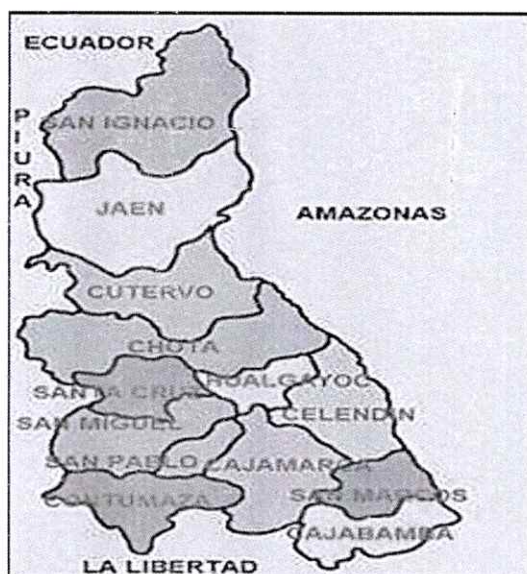 ECUADOR
PIURA
SAN IGNACIO
JAEN
AMAZONAS
CUTERVO
CHOTA
HUALGAYOC
SANTA CRUZ
CELENDIN
SAN MIGUEL
SAN PABLO
CAJAMARCA
SAN MARCOS
CONTUMAZA
CAJABAMBA
LA LIBERTAD